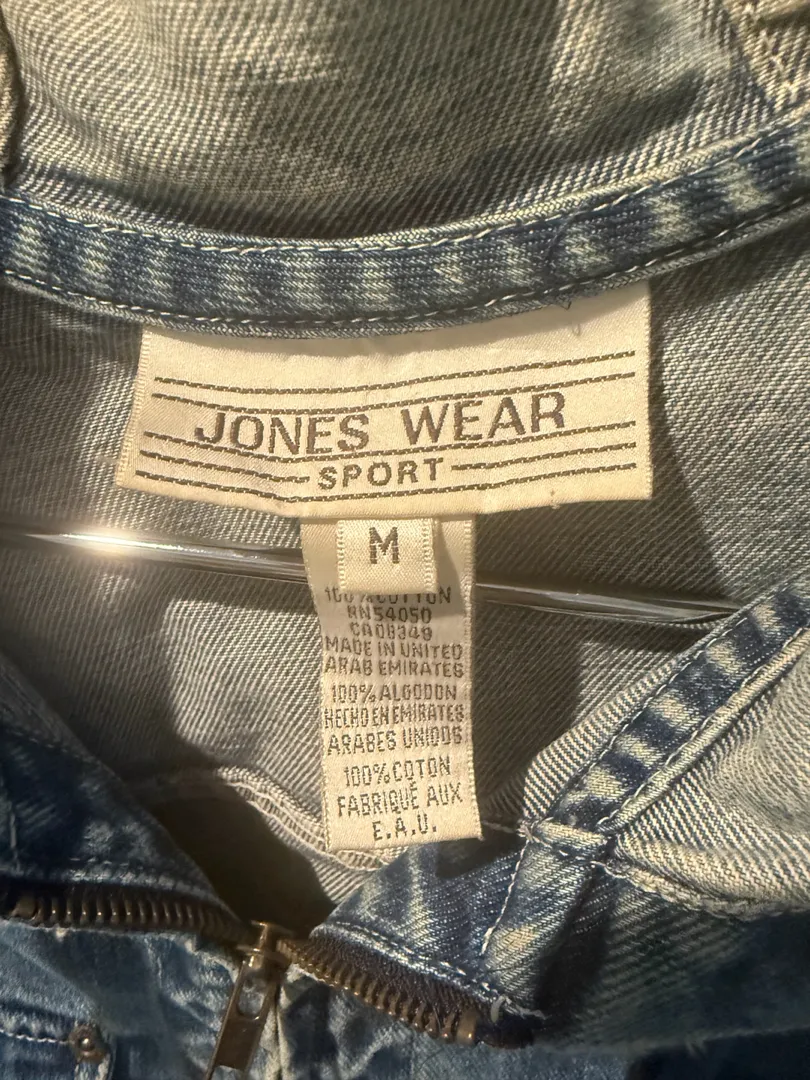 JONES WEAR
SPORT
M
100% COTTON
RN54050
CA08349
MADE IN UNITED
ARAB EMIRATES
100% ALGODON
HECHO EN EMIRATES
ARABES UNIDOS
100% COTON
FABRIQUÉ AUX
E.A.U.